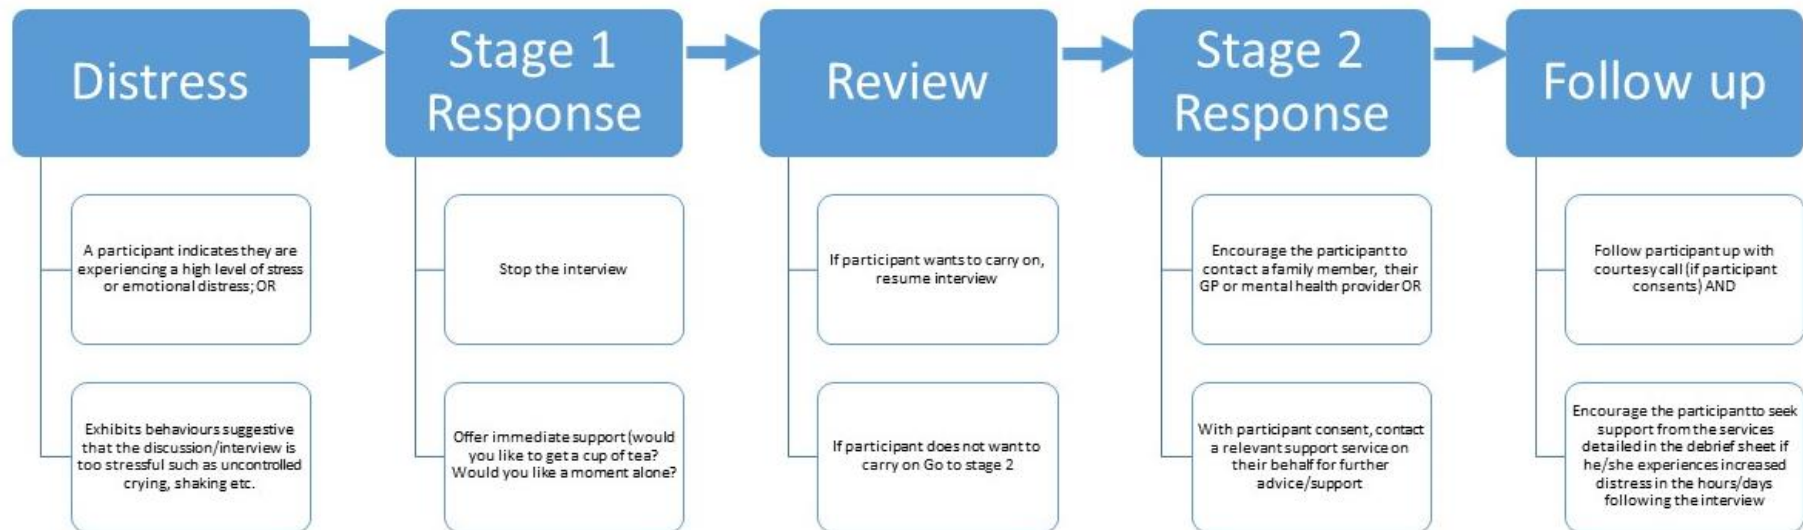 Distress
A participant indicates they are
experiencing a high level of stress
or emotional distress; OR
Exhibits behaviours suggestive
that the discussion/interview is
too stressful such as uncontrolled
crying, shaking etc.
Stage 1
Response
Stop the interview
Offer immediate support (would
you like to get a cup of tea?
Would you like a moment alone?
Review
If participant wants to carry on,
resume interview
If participant does not want to
carry on Go to stage 2
Stage 2
Response
Encourage the participant to
contact a family member, their
GP or mental health provider OR
With participant consent, contact
a relevant support service on
their behalf for further
advice/support
Follow up
Follow participant up with
courtesy call (if participant
consents) AND
Encourage the participant to seek
support from the services
detailed in the debrief sheet if
he/she experiences increased
distress in the hours/days
following the interview